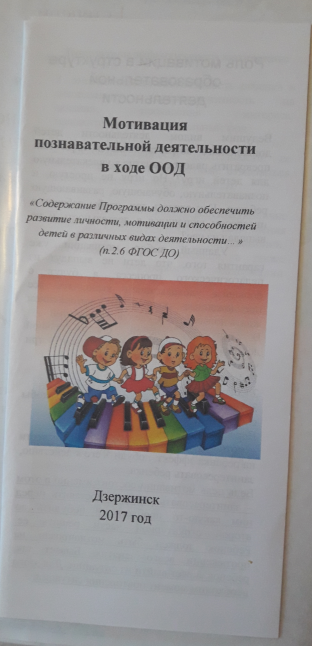 Мотивация
познавательной деятельности
в ходе ООД
«Содержание Программы должно обеспечить
развитие личности, мотивации и способностей
детей в различных видах деятельности... »
(п.2.6 ФГОС ДО)
Дзержинск
2017 год